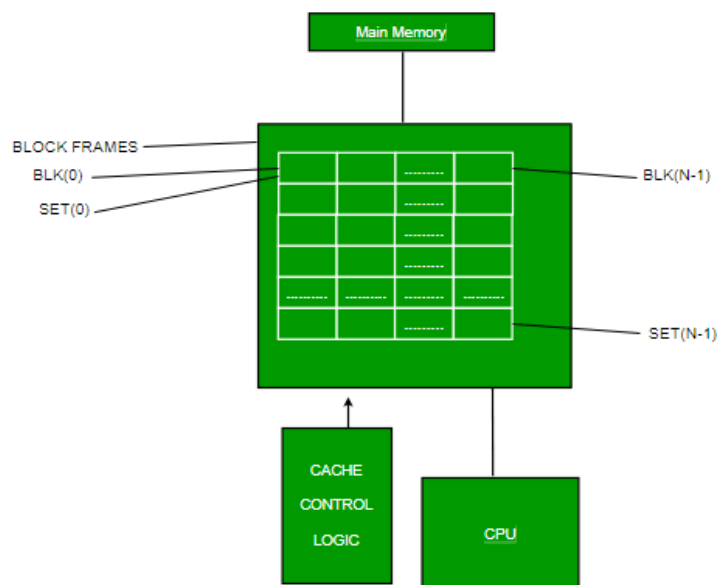 Main Memory
BLOCK FRAMES
BLK(0)
BLK(N-1)
SET(0)
SET(N-1)
CACHE
CONTROL
LOGIC
CPU